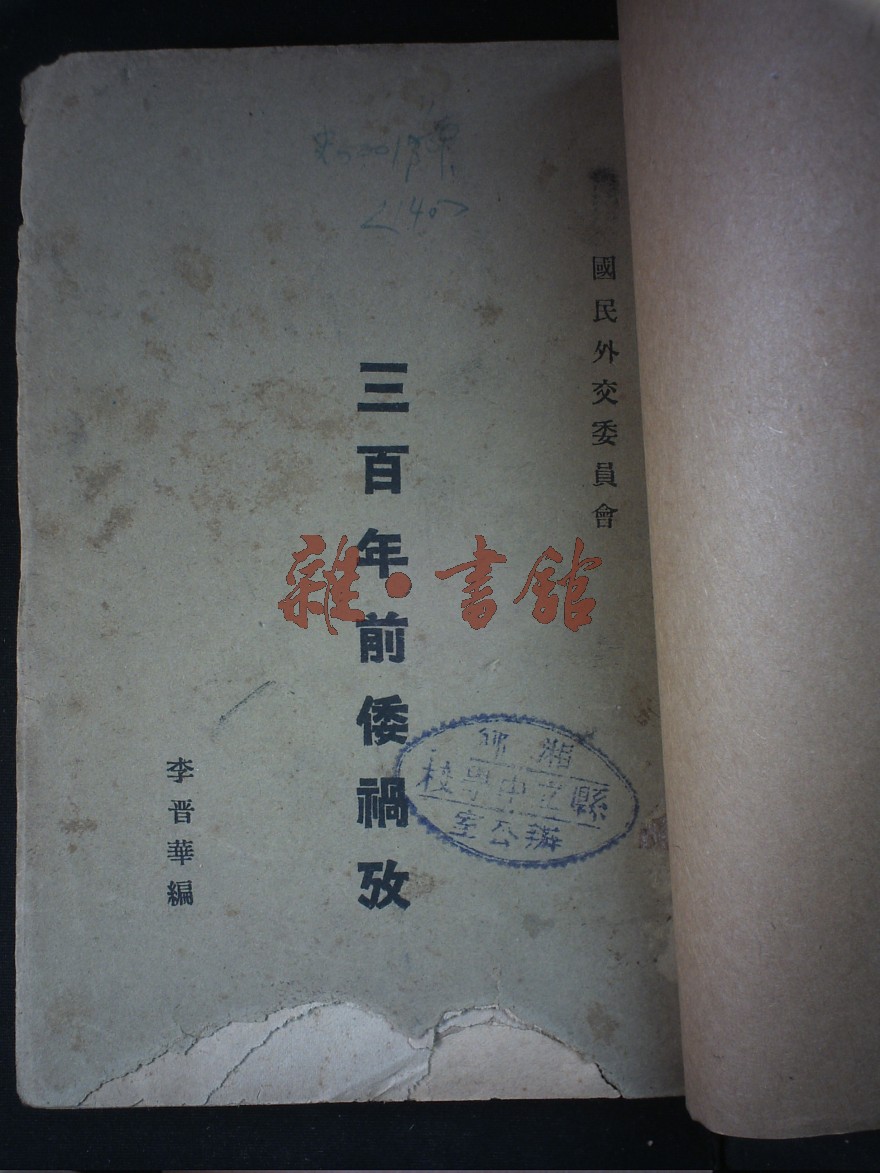 國民外交委員會
三百年前倭禍攷
李晋華編
湘鄉
縣立中學校
辦公室
雜·書館